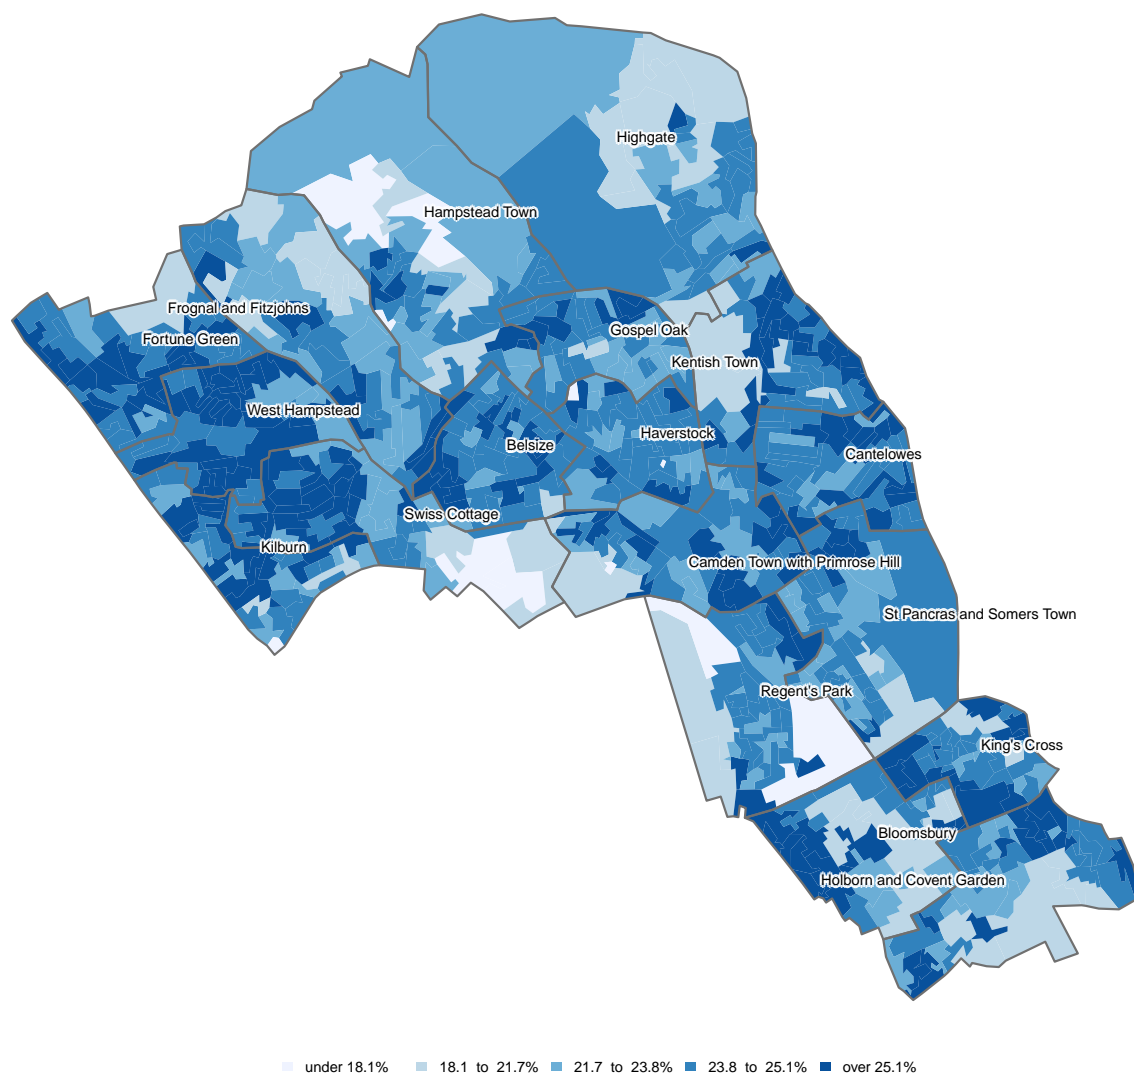 Highgate
Hampstead Town
Frognal and Fitzjohns
Gospel Oak
Fortune Green
Kentish Town
West Hampstead
Haverstock
Belsize
Cantelowes
Swiss Cottage
Kilburn
Camden Town with Primrose Hill
St Pancras and Somers Town
Regent's Park
King's Cross
Bloomsbury
Holborn and Covent Garden
under 18.1% 18.1 to 21.7% 21.7 to 23.8% 23.8 to 25.1% over 25.1%